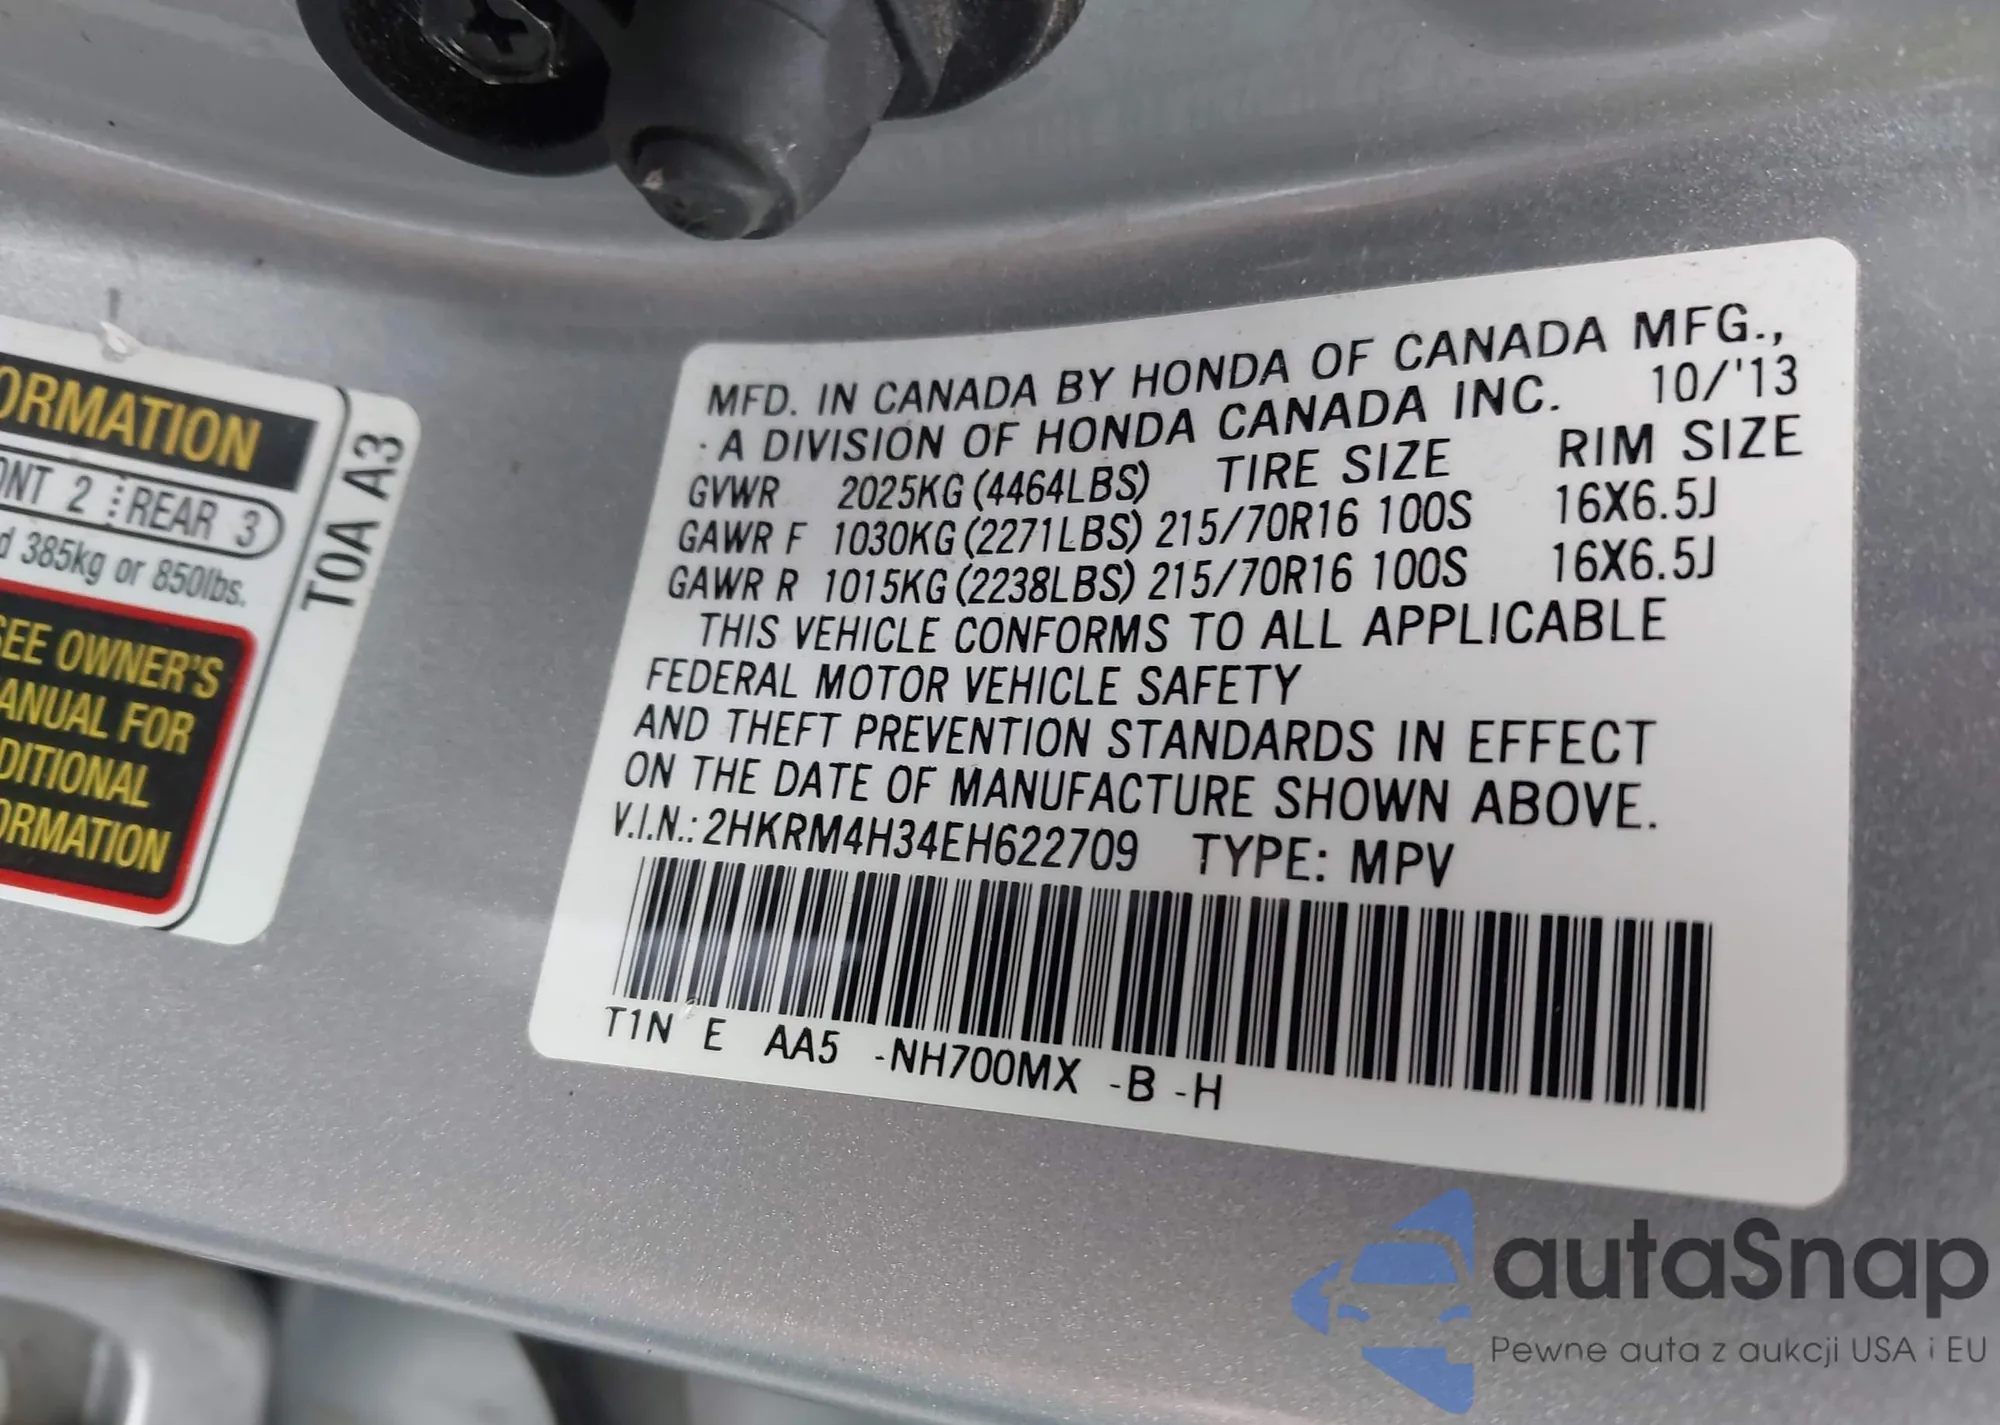 ORMATION
ONT 2 REAR 3
d 385kg or 850lbs.
SEE OWNER'S
ANUAL FOR
DITIONAL
ORMATION
T0A A3
MFD. IN CANADA BY HONDA OF CANADA MFG.,
. A DIVISION OF HONDA CANADA INC. 10/'13
GVWR 2025KG (4464LBS) TIRE SIZE RIM SIZE
GAWR F 1030KG (2271LBS) 215/70R16 100S 16X6.5J
GAWR R 1015KG (2238LBS) 215/70R16 100S 16X6.5J
THIS VEHICLE CONFORMS TO ALL APPLICABLE
FEDERAL MOTOR VEHICLE SAFETY
AND THEFT PREVENTION STANDARDS IN EFFECT
ON THE DATE OF MANUFACTURE SHOWN ABOVE.
V.I.N.: 2HKRM4H34EH622709 TYPE: MPV
T1N E AA5 -NH700MX -B -H
autaSnap
Pewne auta z aukcji USA i EU